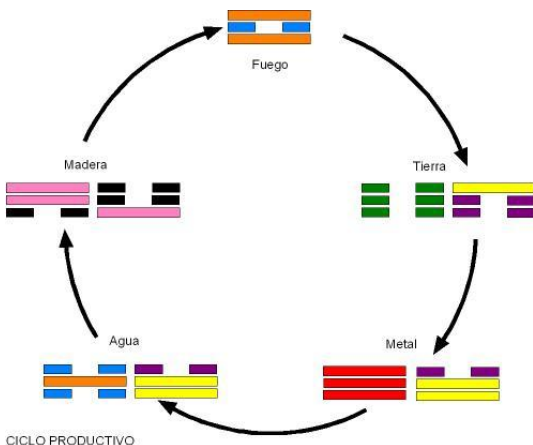 Fuego
Madera
Tierra
Agua
Metal
CICLO PRODUCTIVO